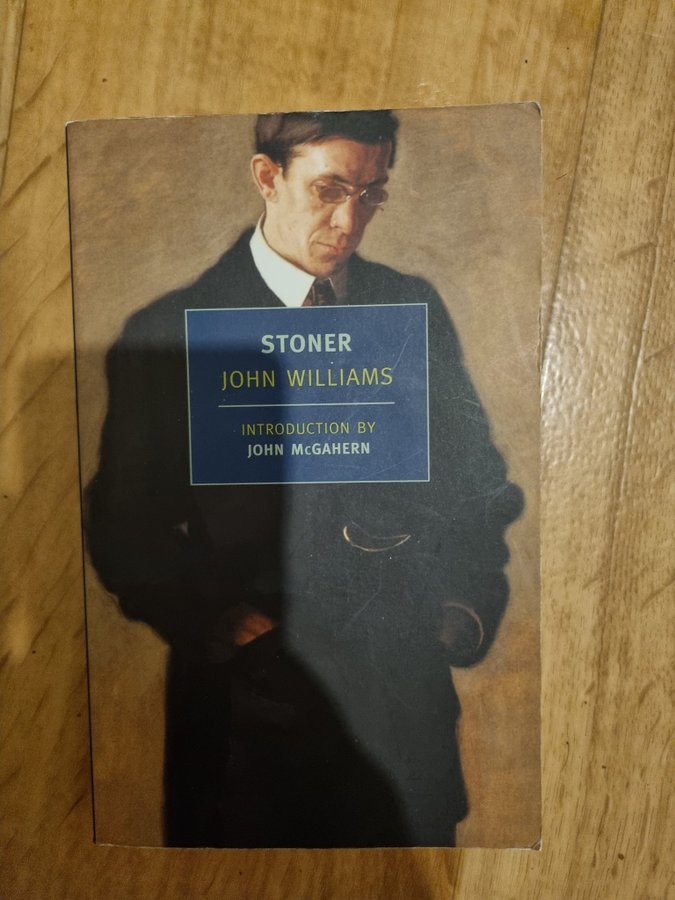 STONER
JOHN WILLIAMS
INTRODUCTION BY
JOHN McGAHERN